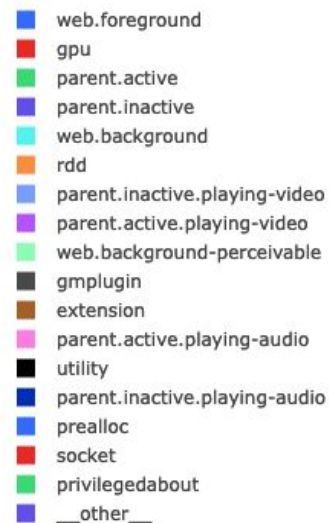 web.foreground
gpu
parent.active
parent.inactive
web.background
rdd
parent.inactive.playing-video
parent.active.playing-video
web.background-perceivable
gmplugin
extension
parent.active.playing-audio
utility
parent.inactive.playing-audio
prealloc
socket
privilegedabout
__other__